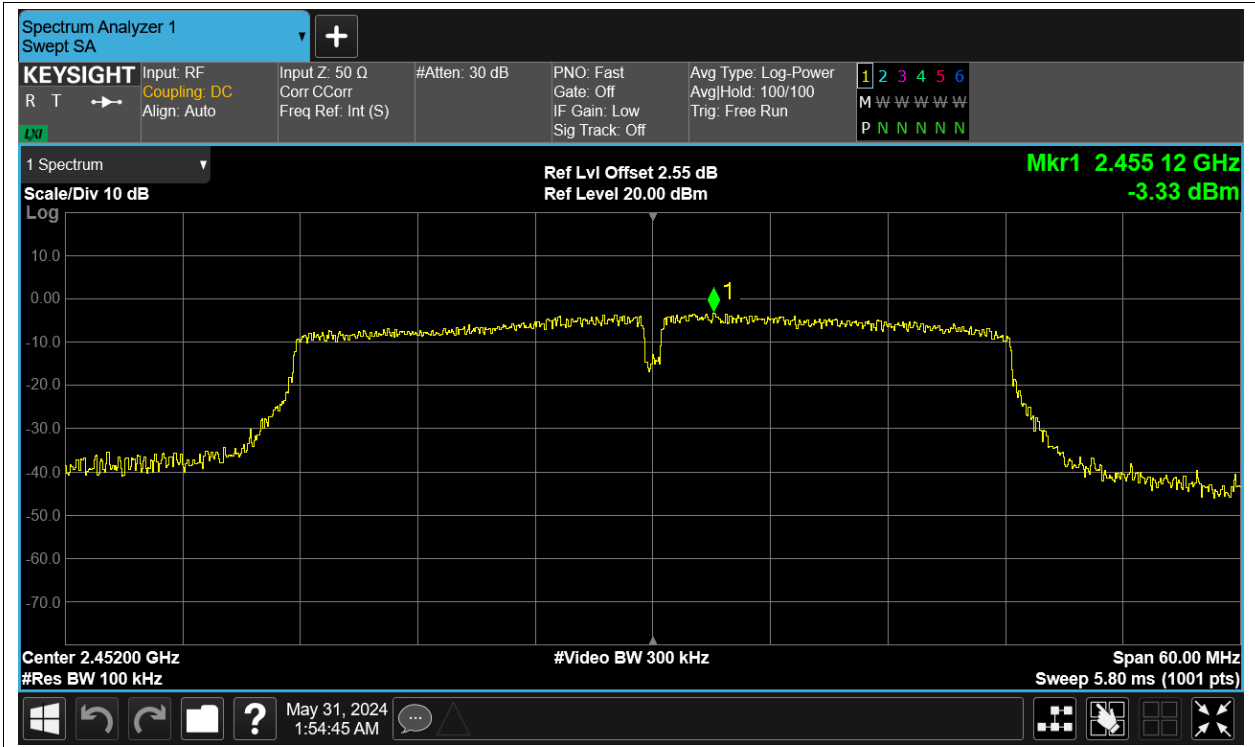 Spectrum Analyzer 1
Swept SA
+
KEYSIGHT
R T
LXI
Input: RF
Coupling: DC
Align: Auto
Input Z: 50 Ω
Corr CCorr
Freq Ref: Int (S)
#Atten: 30 dB
PNO: Fast
Gate: Off
IF Gain: Low
Sig Track: Off
Avg Type: Log-Power
Avg|Hold: 100/100
Trig: Free Run
1 2 3 4 5 6
M W W W W W
P N N N N N
1 Spectrum
Scale/Div 10 dB
Log
Ref Lvl Offset 2.55 dB
Ref Level 20.00 dBm
Mkr1 2.455 12 GHz
-3.33 dBm
10.0
0.00
-10.0
-20.0
-30.0
-40.0
-50.0
-60.0
-70.0
1
Center 2.45200 GHz
#Res BW 100 kHz
#Video BW 300 kHz
Span 60.00 MHz
Sweep 5.80 ms (1001 pts)
?
May 31, 2024
1:54:45 AM